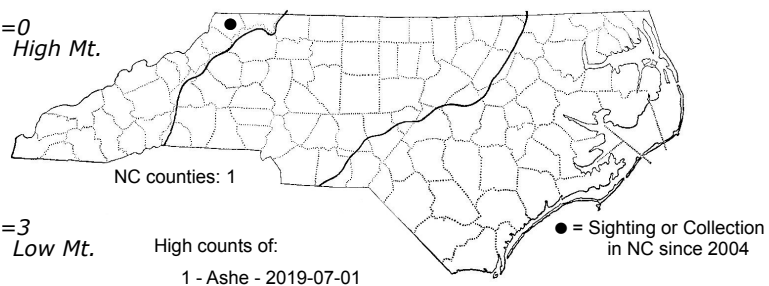 =0
High Mt.
NC counties: 1
=3
Low Mt.
High counts of:
1 - Ashe - 2019-07-01
● = Sighting or Collection
in NC since 2004